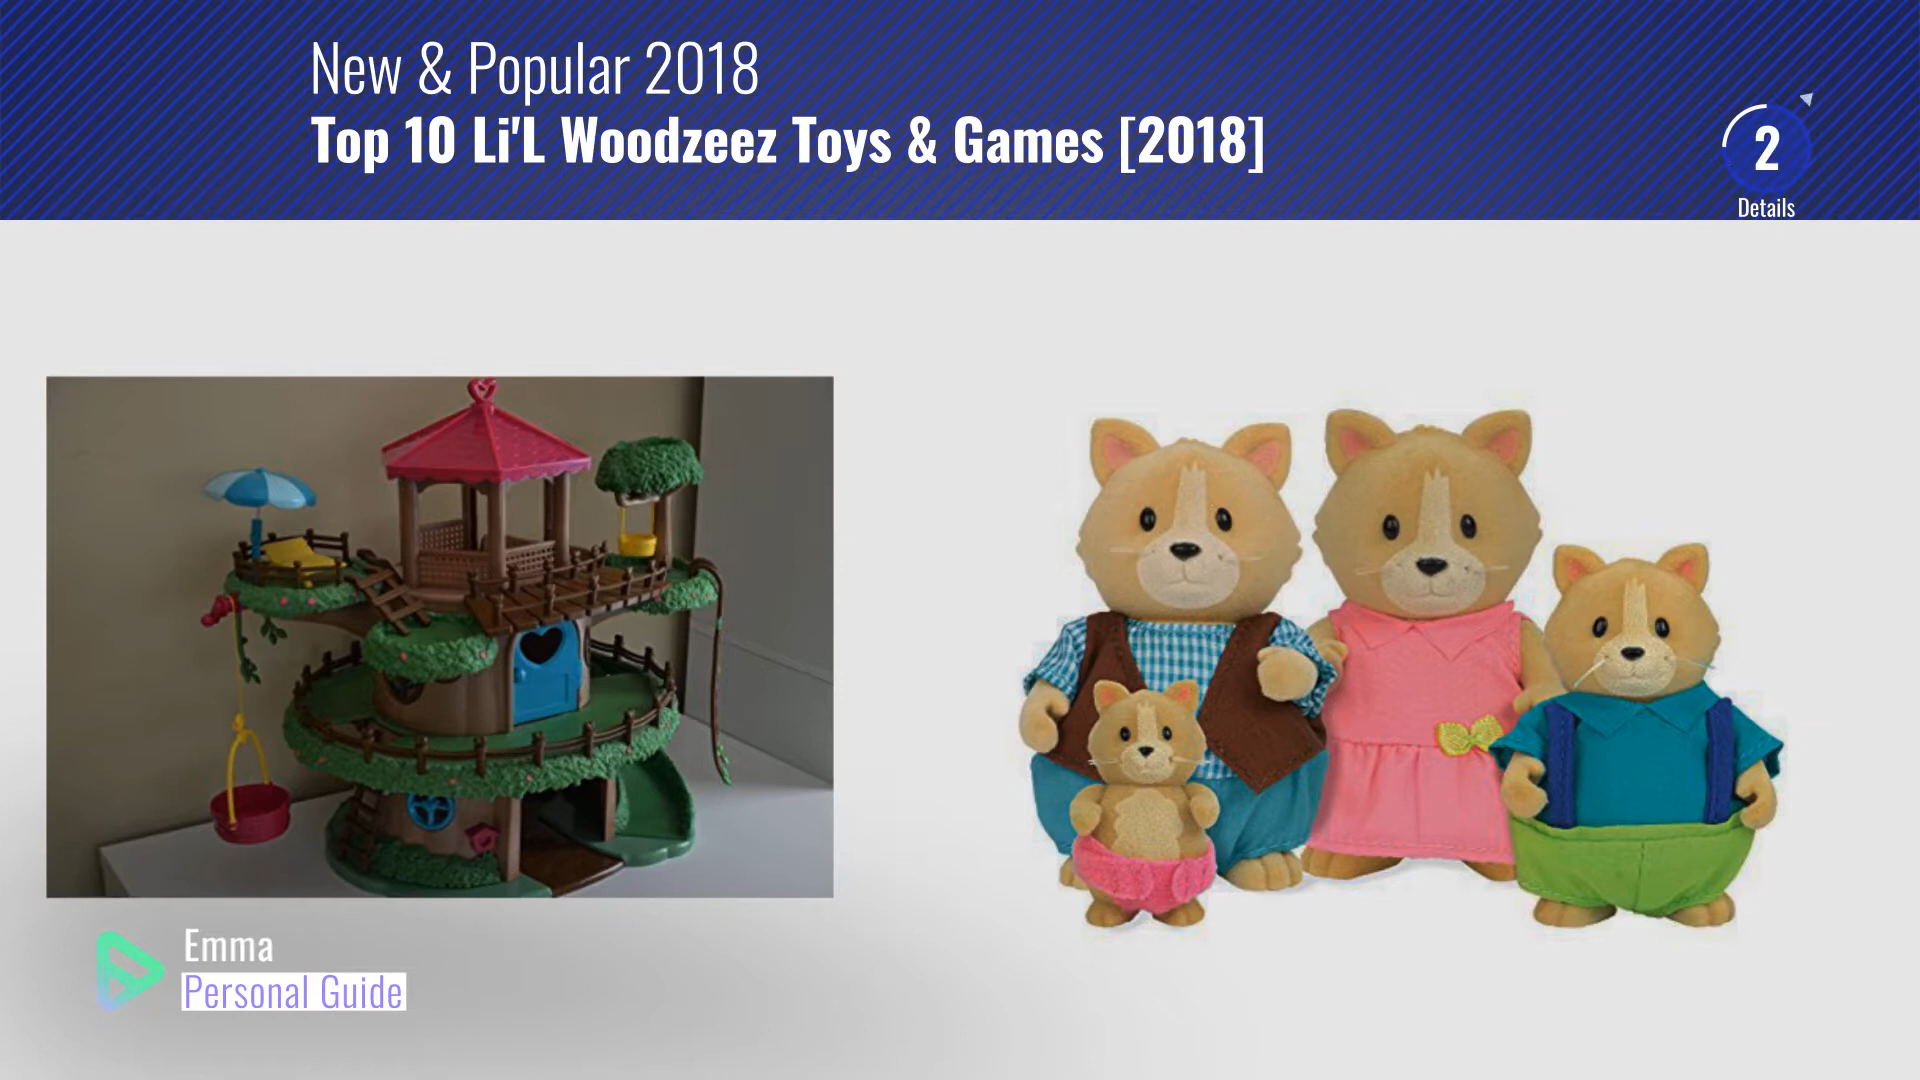 New & Popular 2018
Top 10 Li'L Woodzeez Toys & Games [2018]
2
Details
Emma
Personal Guide